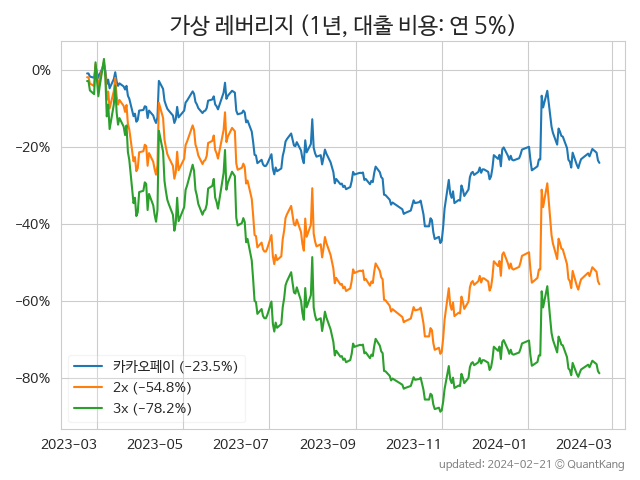 가상 레버리지 (1년, 대출 비용: 연 5%)
0%
−20%
−40%
−60%
−80%
카카오페이 (−23.5%)
2x (−54.8%)
3x (−78.2%)
2023-03 2023-05 2023-07 2023-09 2023-11 2024-01 2024-03
updated: 2024-02-21 © QuantKang